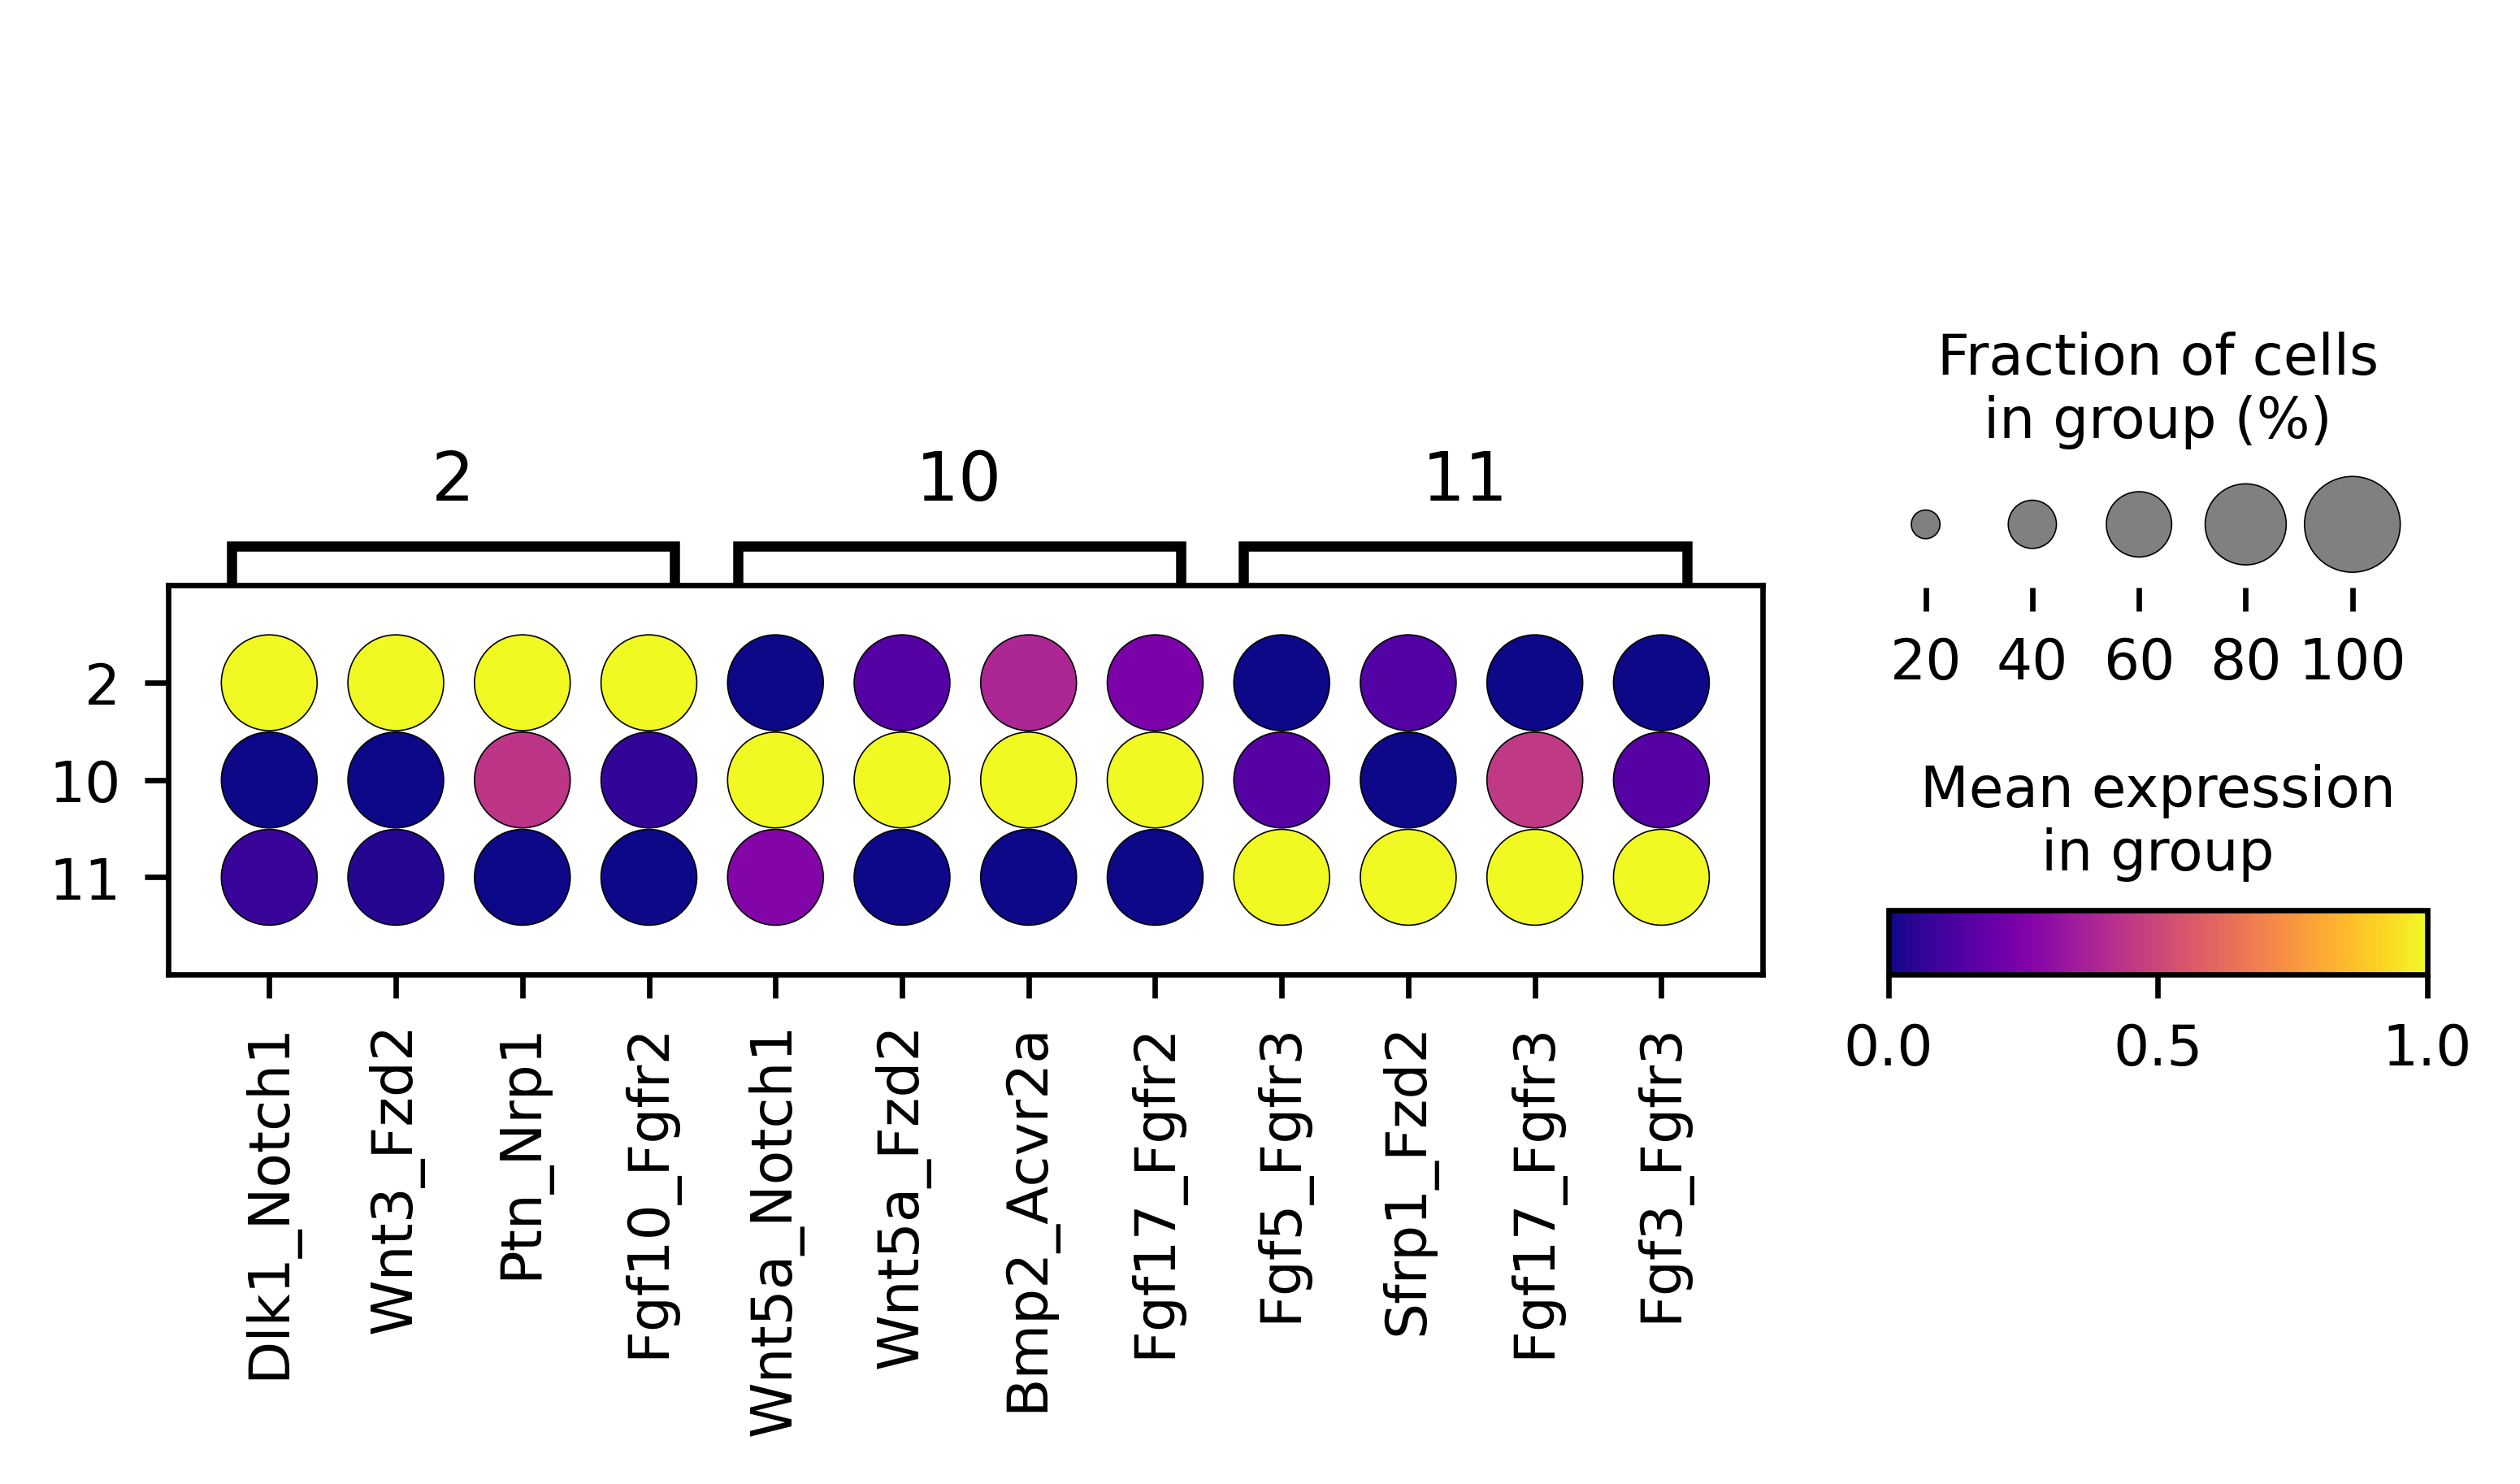 Fraction of cells
in group (%)
20 40 60 80 100
Mean expression
in group
0.0 0.5 1.0
2 10 11
2
10
11
Dlk1_Notch1
Wnt3_Fzd2
Ptn_Nrp1
Fgf10_Fgfr2
Wnt5a_Notch1
Wnt5a_Fzd2
Bmp2_Acvr2a
Fgf17_Fgfr2
Fgf5_Fgfr3
Sfrp1_Fzd2
Fgf17_Fgfr3
Fgf3_Fgfr3